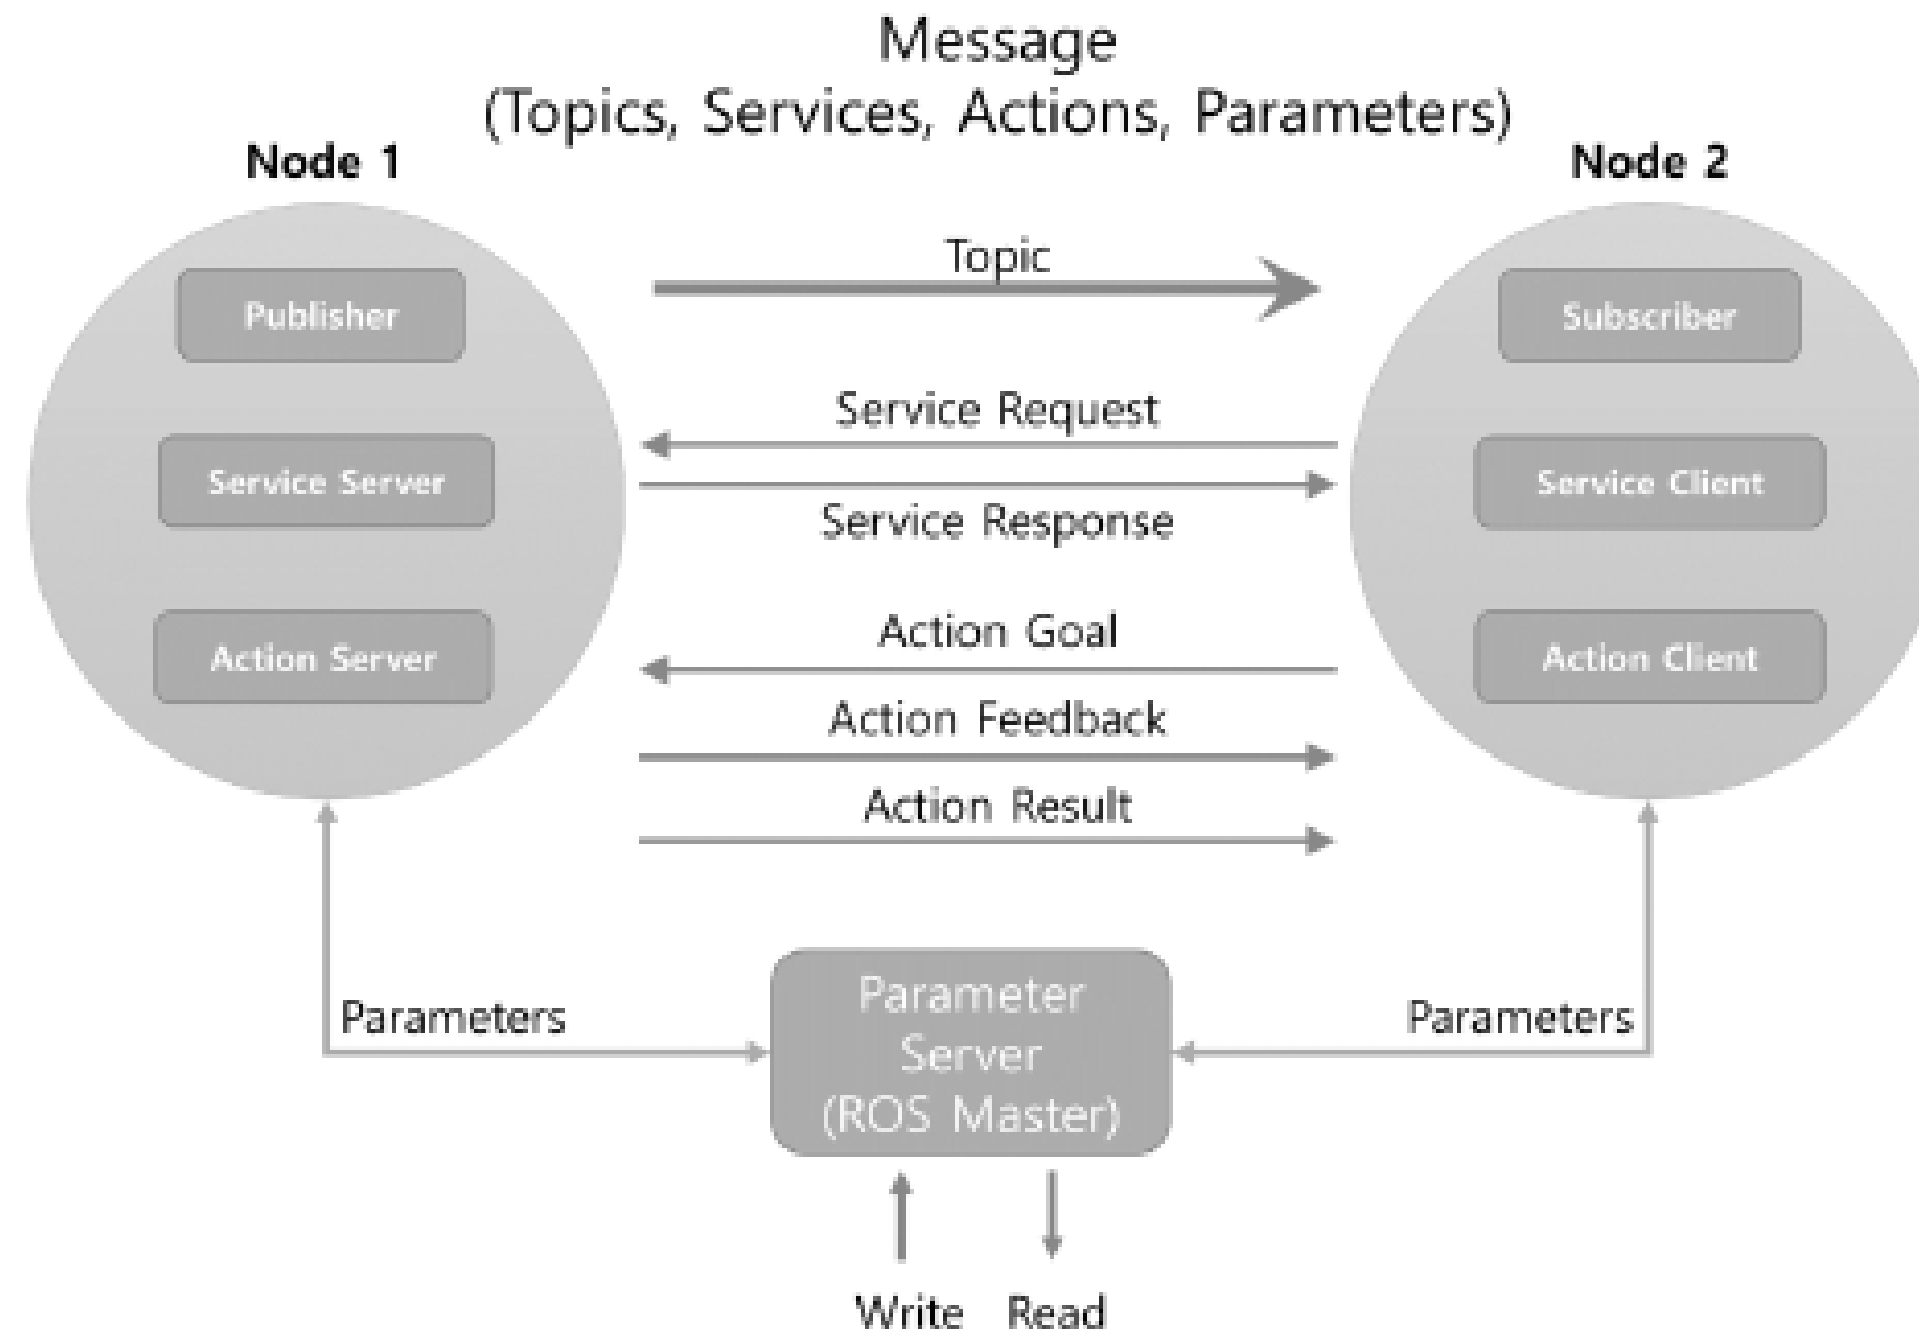 Message
(Topics, Services, Actions, Parameters)
Node 1
Node 2
Topic
Publisher
Subscriber
Service Request
Service Server
Service Client
Service Response
Action Goal
Action Server
Action Client
Action Feedback
Action Result
Parameters
Parameters
Parameter
Server
(ROS Master)
Write Read